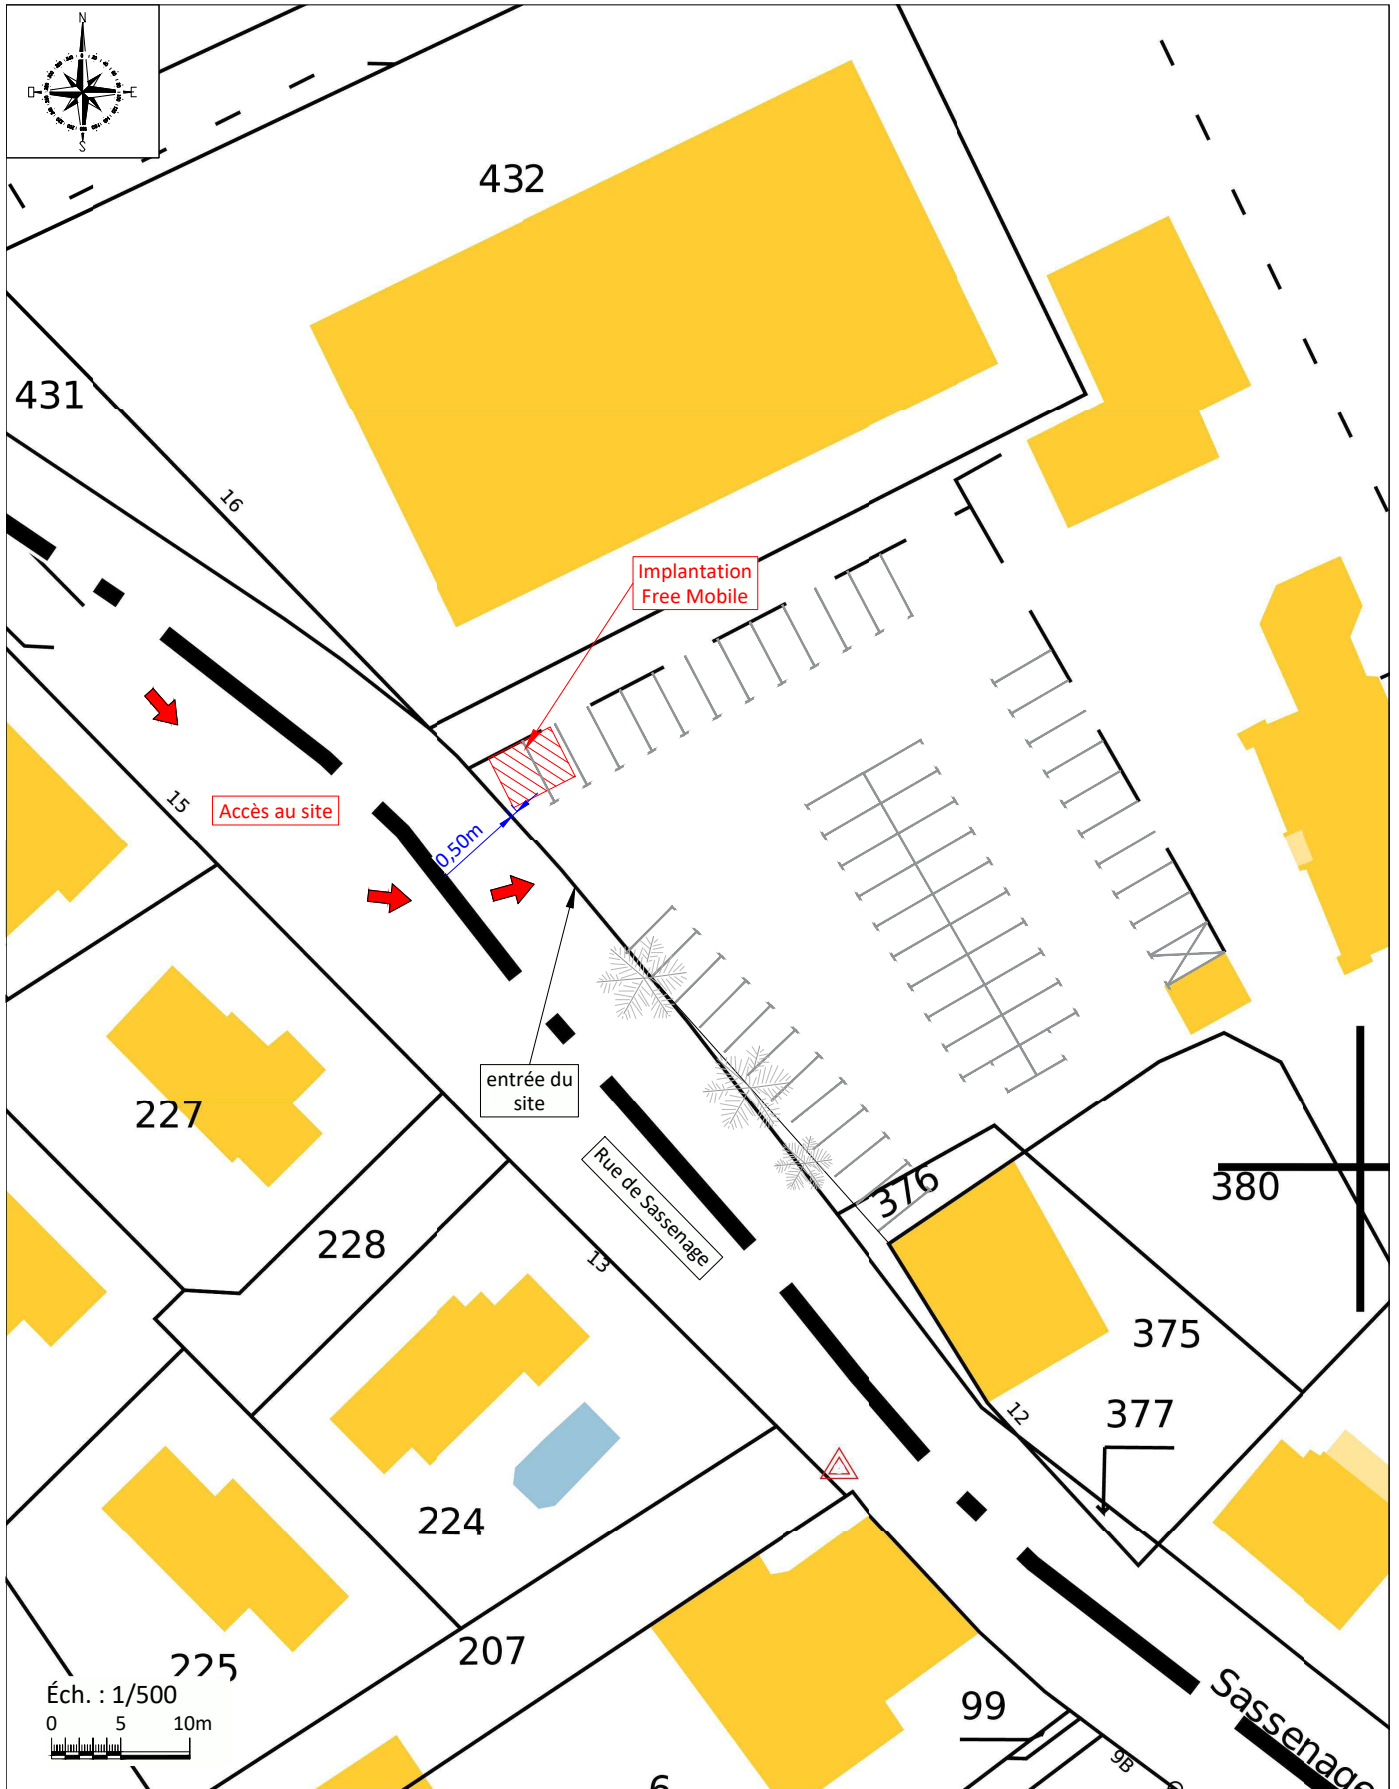 N
O
E
S
432
431
16
Implantation
Free Mobile
15
Accès au site
0,50m
entrée du
site
227
Rue de Sassenage
376
380
228
13
375
12
377
224
225
207
Éch. : 1/500
0 5 10m
99
Sassenage
9B
6